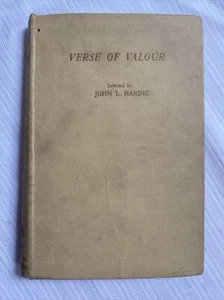 VERSE OF VALOUR
Selected by
JOHN L. HARDIE